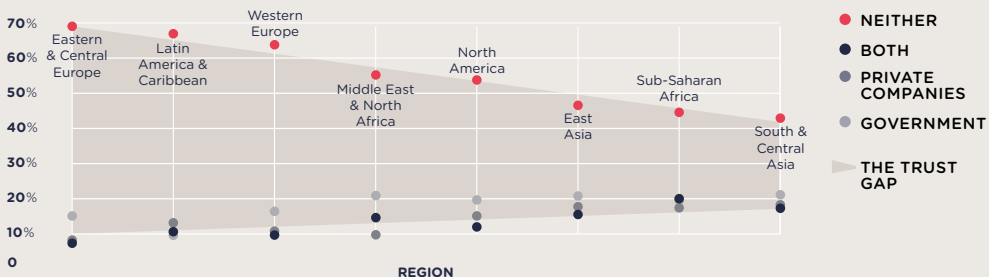 70%
60%
50%
40%
30%
20%
10%
0
Eastern
& Central
Europe
Latin
America &
Caribbean
Western
Europe
Middle East
& North
Africa
North
America
East
Asia
Sub-Saharan
Africa
South &
Central
Asia
REGION
NEITHER
BOTH
PRIVATE
COMPANIES
GOVERNMENT
THE TRUST
GAP